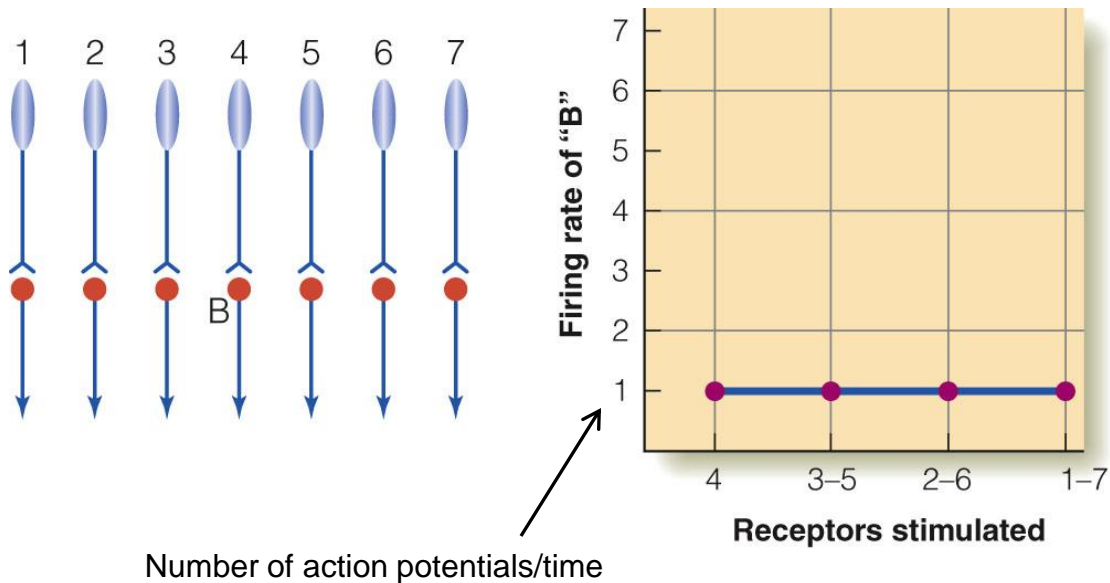 1 2 3 4 5 6 7
B
Firing rate of "B"
7
6
5
4
3
2
1
4 3–5 2–6 1–7
Receptors stimulated
Number of action potentials/time